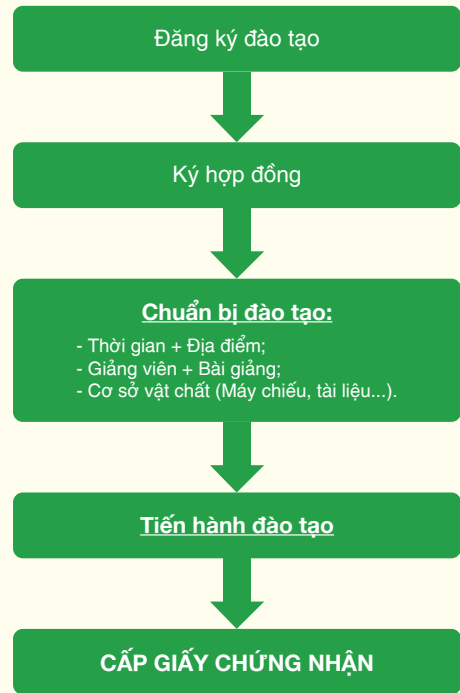 Đăng ký đào tạo
Ký hợp đồng
Chuẩn bị đào tạo:
- Thời gian + Địa điểm;
- Giảng viên + Bài giảng;
- Cơ sở vật chất (Máy chiếu, tài liệu...).
Tiến hành đào tạo
CẤP GIẤY CHỨNG NHẬN